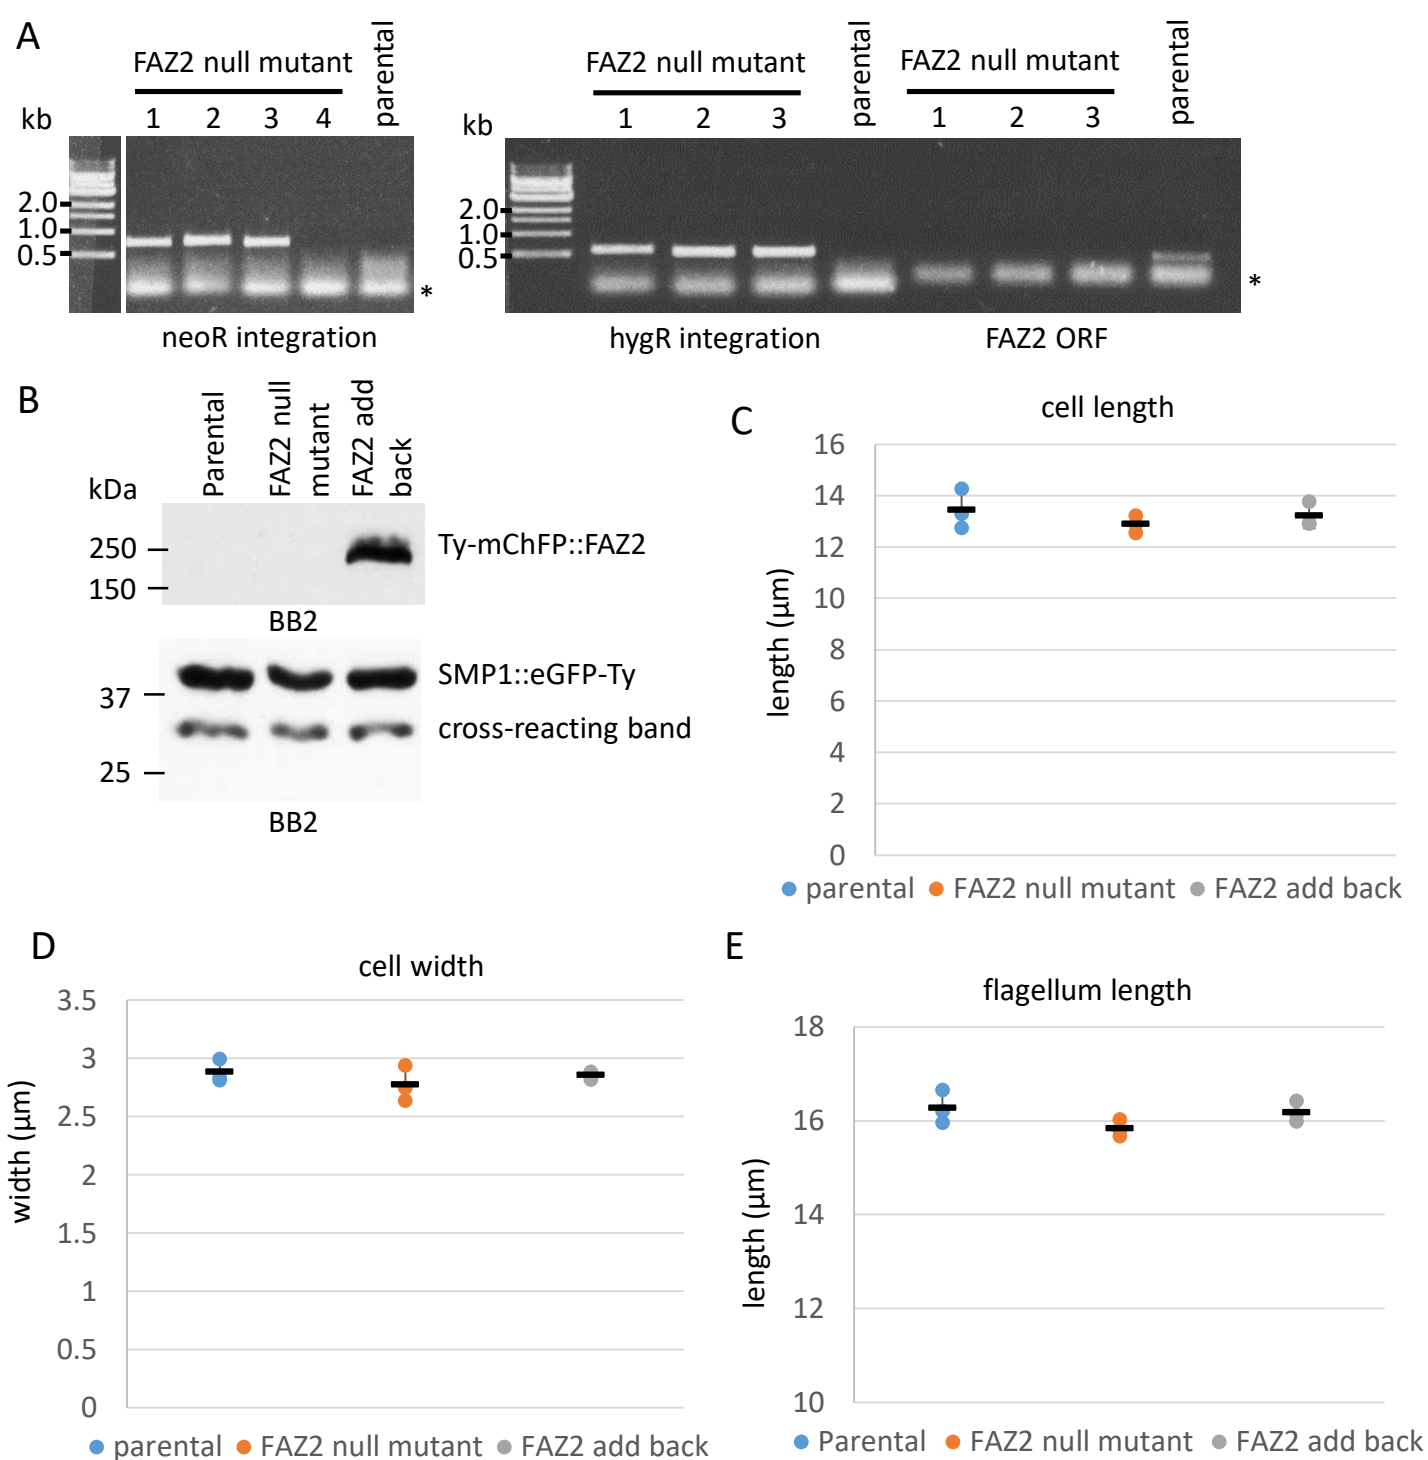 A
FAZ2 null mutant
parental
kb
1 2 3 4
2.0
1.0
0.5
*
neoR integration
FAZ2 null mutant
parental
FAZ2 null mutant
parental
kb
1 2 3
1 2 3
2.0
1.0
0.5
*
hygR integration
FAZ2 ORF
B
Parental
FAZ2 null
mutant
FAZ2 add
back
kDa
250
150
Ty-mChFP::FAZ2
BB2
37
25
SMP1::eGFP-Ty
cross-reacting band
BB2
C
cell length
length (µm)
16
14
12
10
8
6
4
2
0
parental FAZ2 null mutant FAZ2 add back
D
cell width
width (µm)
3.5
3
2.5
2
1.5
1
0.5
0
parental FAZ2 null mutant FAZ2 add back
E
flagellum length
length (µm)
18
16
14
12
10
Parental FAZ2 null mutant FAZ2 add back